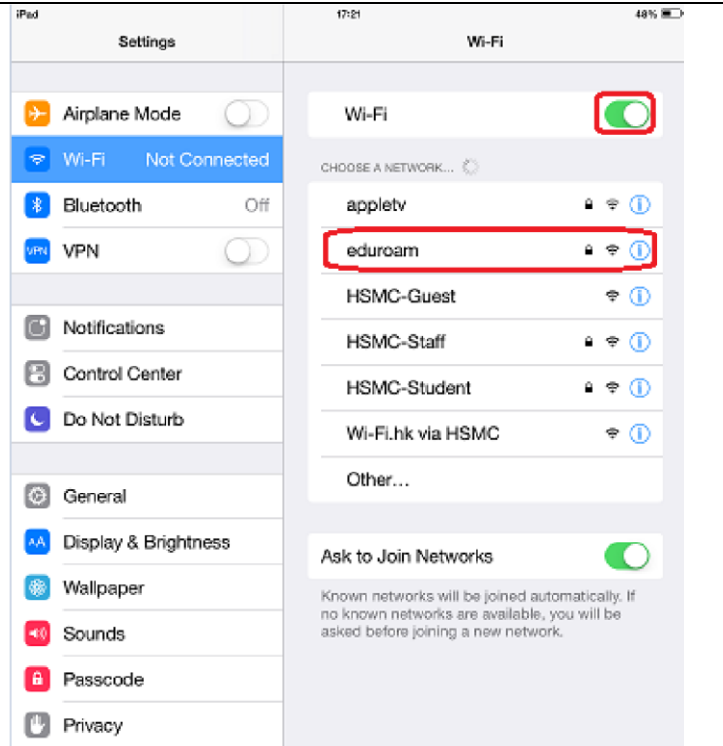 iPad 17:21 48%
Settings
Wi-Fi
Airplane Mode
Wi-Fi Not Connected
Bluetooth Off
VPN VPN
Notifications
Control Center
Do Not Disturb
General
AA Display & Brightness
Wallpaper
Sounds
Passcode
Privacy
Wi-Fi
CHOOSE A NETWORK...
appletv
eduroam
HSMC-Guest
HSMC-Staff
HSMC-Student
Wi-Fi.hk via HSMC
Other...
Ask to Join Networks
Known networks will be joined automatically. If
no known networks are available, you will be
asked before joining a new network.